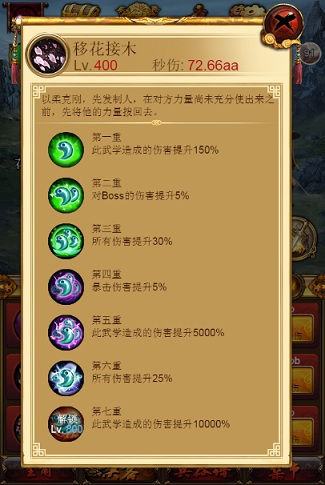 移花接木
Lv.400 秒伤: 72.66aa
以柔克刚，先发制人，在对方力量尚未充分使出来之
前，先将他的力量拨回去。
第一重
此武学造成的伤害提升150%
第二重
对Boss的伤害提升5%
第三重
所有伤害提升30%
第四重
暴击伤害提升5%
第五重
此武学造成的伤害提升5000%
第六重
所有伤害提升25%
解锁
Lv.800
第七重
此武学造成的伤害提升10000%